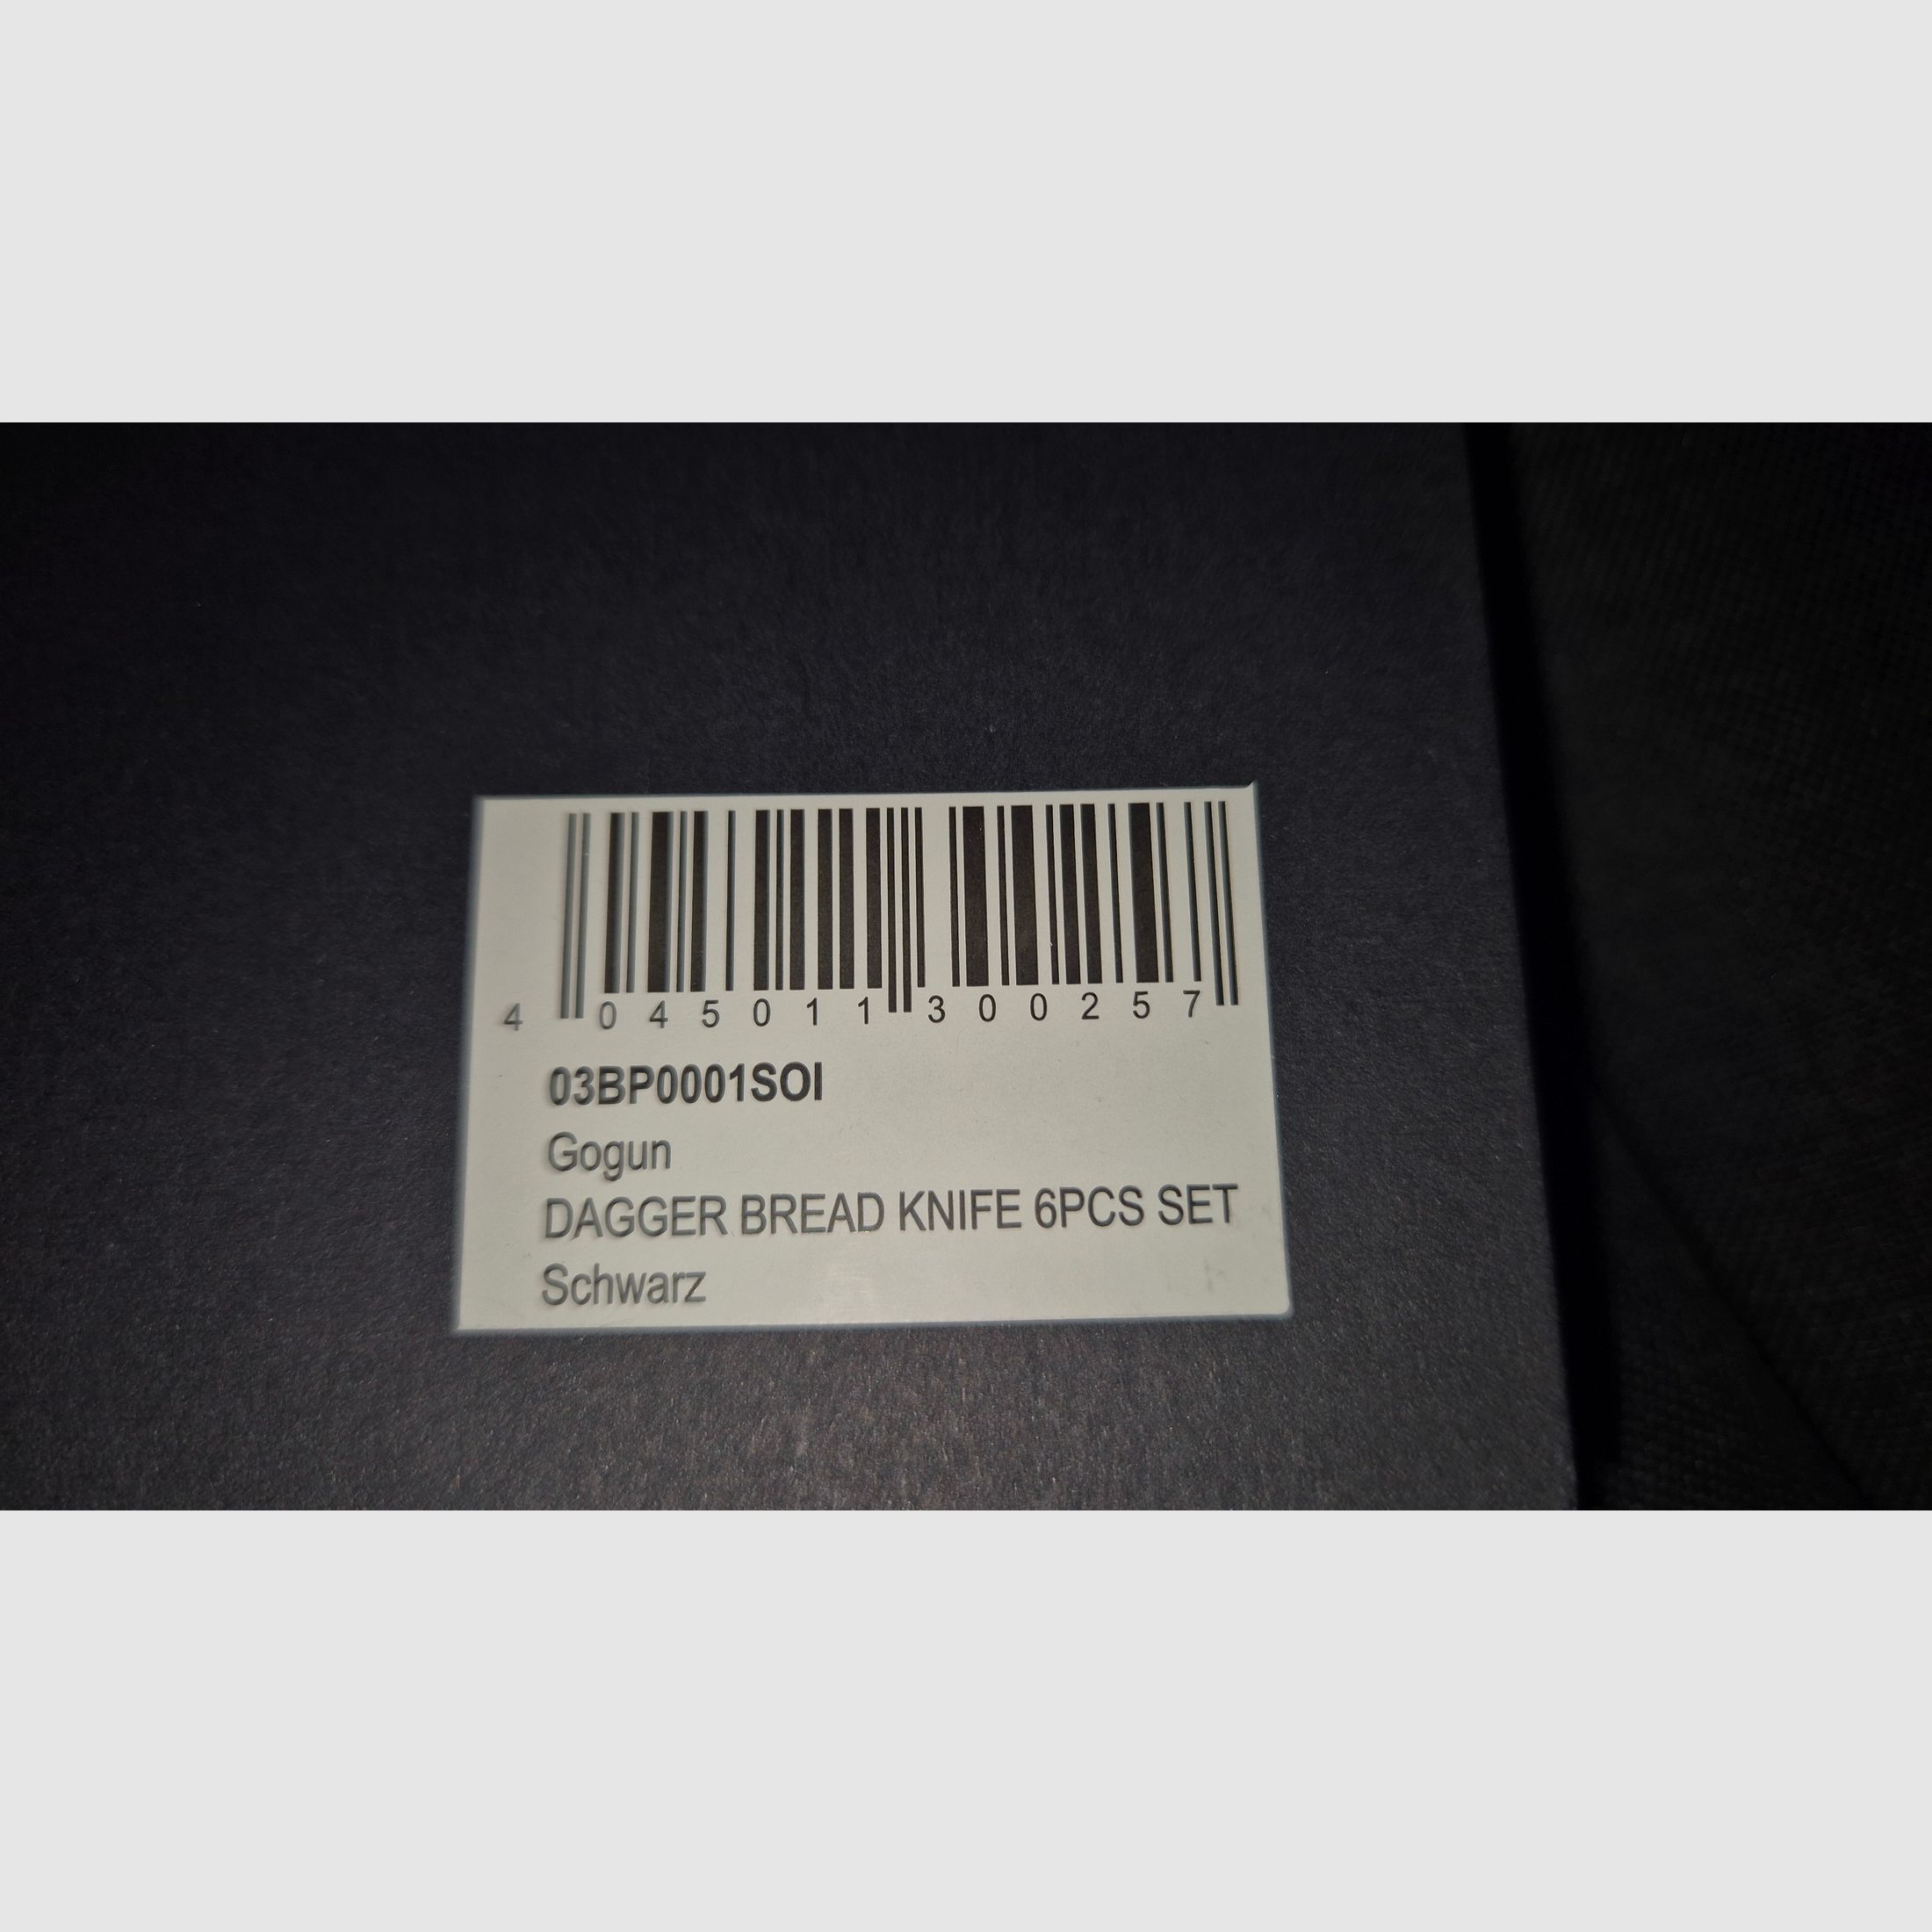 4 045011 300257
03BP0001SOI
Gogun
DAGGER BREAD KNIFE 6PCS SET
Schwarz